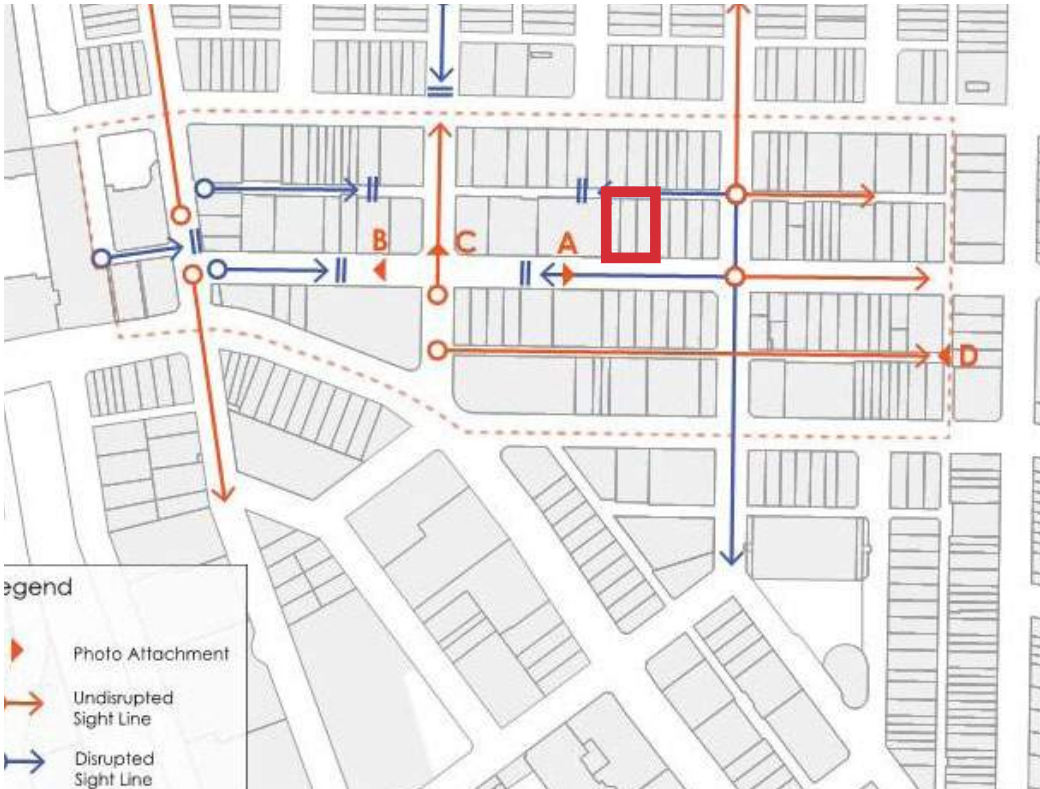 B
C
A
D
egend
Photo Attachment
Undisrupted
Sight Line
Disrupted
Sight Line